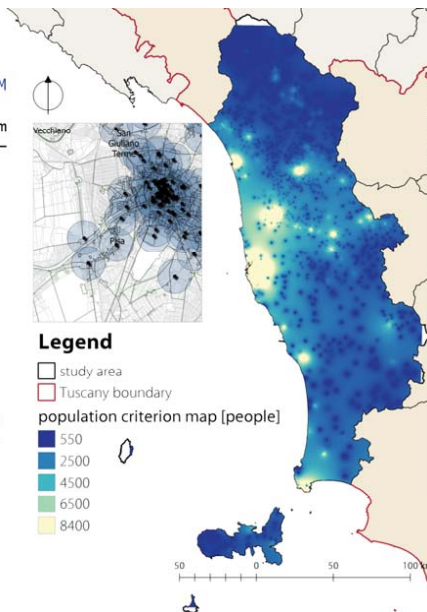 M
m
Vecchiano
San
Giuliano
Terme
Pisa
Legend
study area
Tuscany boundary
population criterion map [people]
550
2500
4500
6500
8400
50 0 50 100 k